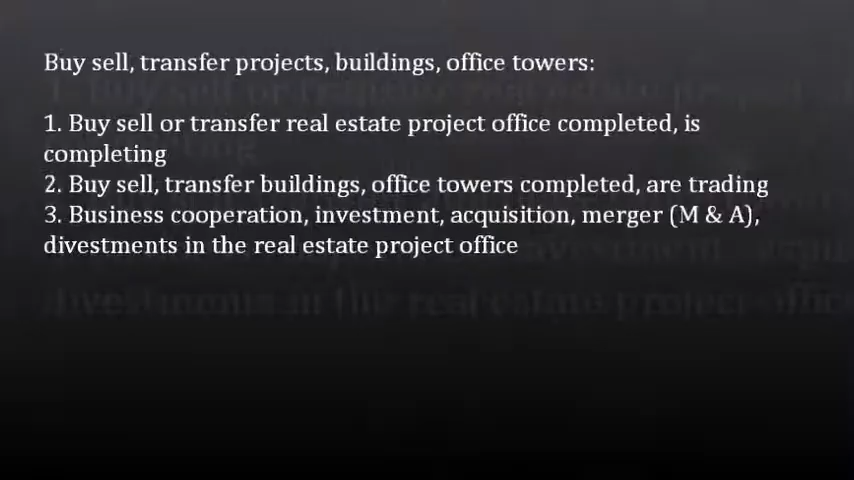 Buy sell, transfer projects, buildings, office towers:
1. Buy sell or transfer real estate project office completed, is
completing
2. Buy sell, transfer buildings, office towers completed, are trading
3. Business cooperation, investment, acquisition, merger (M & A),
divestments in the real estate project office